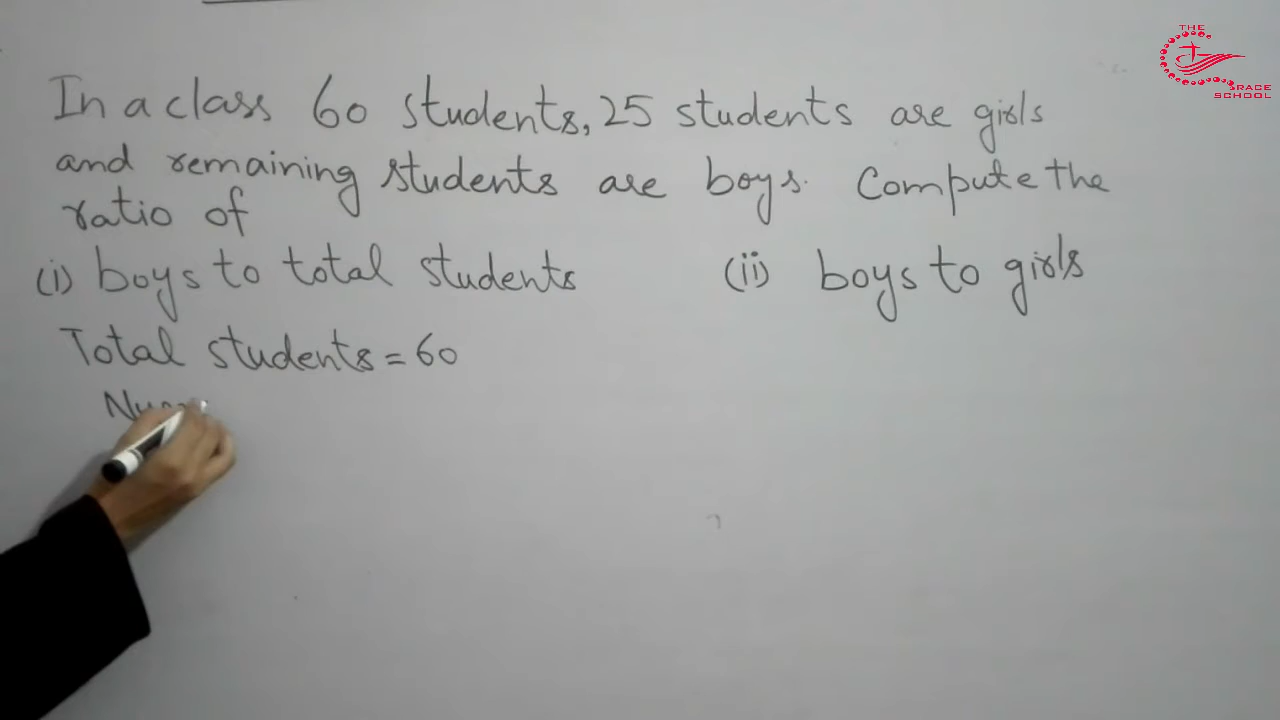 In a class 60 students, 25 students are girls
and remaining students are boys. Compute the
ratio of
(i) boys to total students (ii) boys to girls
Total students = 60
THE
RACE
SCHOOL